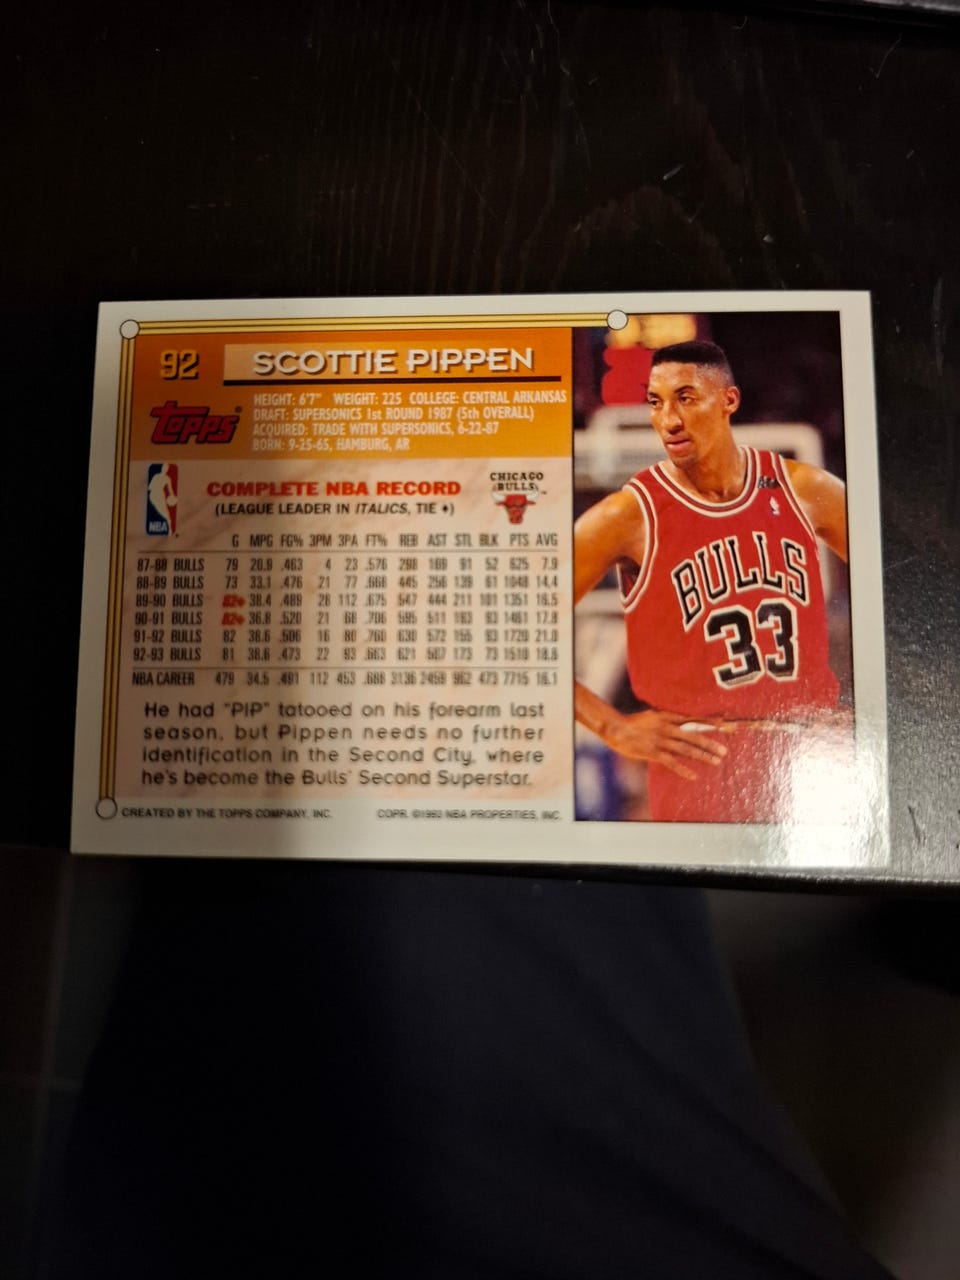 92
SCOTTIE PIPPEN
Topps®
HEIGHT: 6'7" WEIGHT: 225 COLLEGE: CENTRAL ARKANSAS
DRAFT: SUPERSONICS 1st ROUND 1987 (5th OVERALL)
ACQUIRED: TRADE WITH SUPERSONICS, 6-22-87
BORN: 9-25-65, HAMBURG, AR
NBA
COMPLETE NBA RECORD
(LEAGUE LEADER IN ITALICS, TIE ♦)
CHICAGO
BULLS™
G MPG FG% 3PM 3PA FT% REB AST STL BLK PTS AVG
87-88 BULLS 79 20.9 .463 4 23 .576 298 169 91 52 625 7.9
88-89 BULLS 73 33.1 .476 21 77 .668 445 256 139 61 1048 14.4
89-90 BULLS 82♦ 38.4 .489 28 112 .675 547 444 211 101 1351 16.5
90-91 BULLS 82♦ 36.8 .520 21 68 .706 595 511 193 93 1461 17.8
91-92 BULLS 82 38.6 .506 16 80 .760 630 572 155 93 1720 21.0
92-93 BULLS 81 38.6 .473 22 93 .663 621 507 173 73 1510 18.6
NBA CAREER 479 34.5 .491 112 453 .688 3136 2459 962 473 7715 16.1
He had "PIP" tatooed on his forearm last
season, but Pippen needs no further
identification in the Second City, where
he's become the Bulls' Second Superstar.
CREATED BY THE TOPPS COMPANY, INC. COPR. ©1993 NBA PROPERTIES, INC.
BULLS
33